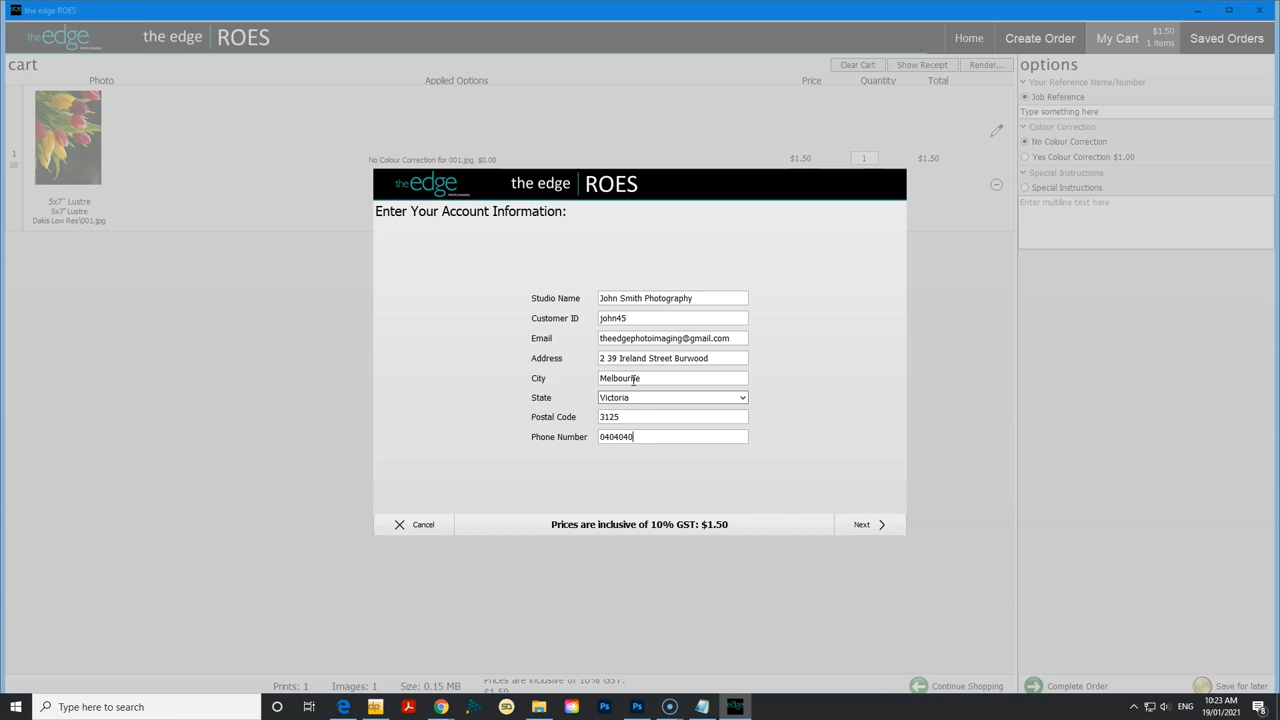 the edge ROES
the edge
the edge | ROES
Home
Create Order
My Cart
$1.50
1 items
Saved Orders
cart
Clear Cart
Show Receipt
Render...
options
Photo
Applied Options
Price
Quantity
Total
Your Reference Name/Number
Job Reference
Type something here
Colour Correction
No Colour Correction
Yes Colour Correction $1.00
Special Instructions
Special Instructions
Enter multiline text here
1
No Colour Correction for 001.jpg $0.00
$1.50
1
$1.50
5x7" Lustre
5x7" Lustre
Dakis Low Res\001.jpg
the edge
the edge | ROES
Enter Your Account Information:
Studio Name John Smith Photography
Customer ID john45
Email theedgephotoimaging@gmail.com
Address 2 39 Ireland Street Burwood
City Melbourne
State Victoria
Postal Code 3125
Phone Number 0404040
Cancel
Prices are inclusive of 10% GST: $1.50
Next
Prints: 1
Images: 1
Size: 0.15 MB
Prices are inclusive of 10% GST:
$1.50
Continue Shopping
Complete Order
Save for later
Type here to search
ENG
10:23 AM
19/01/2021